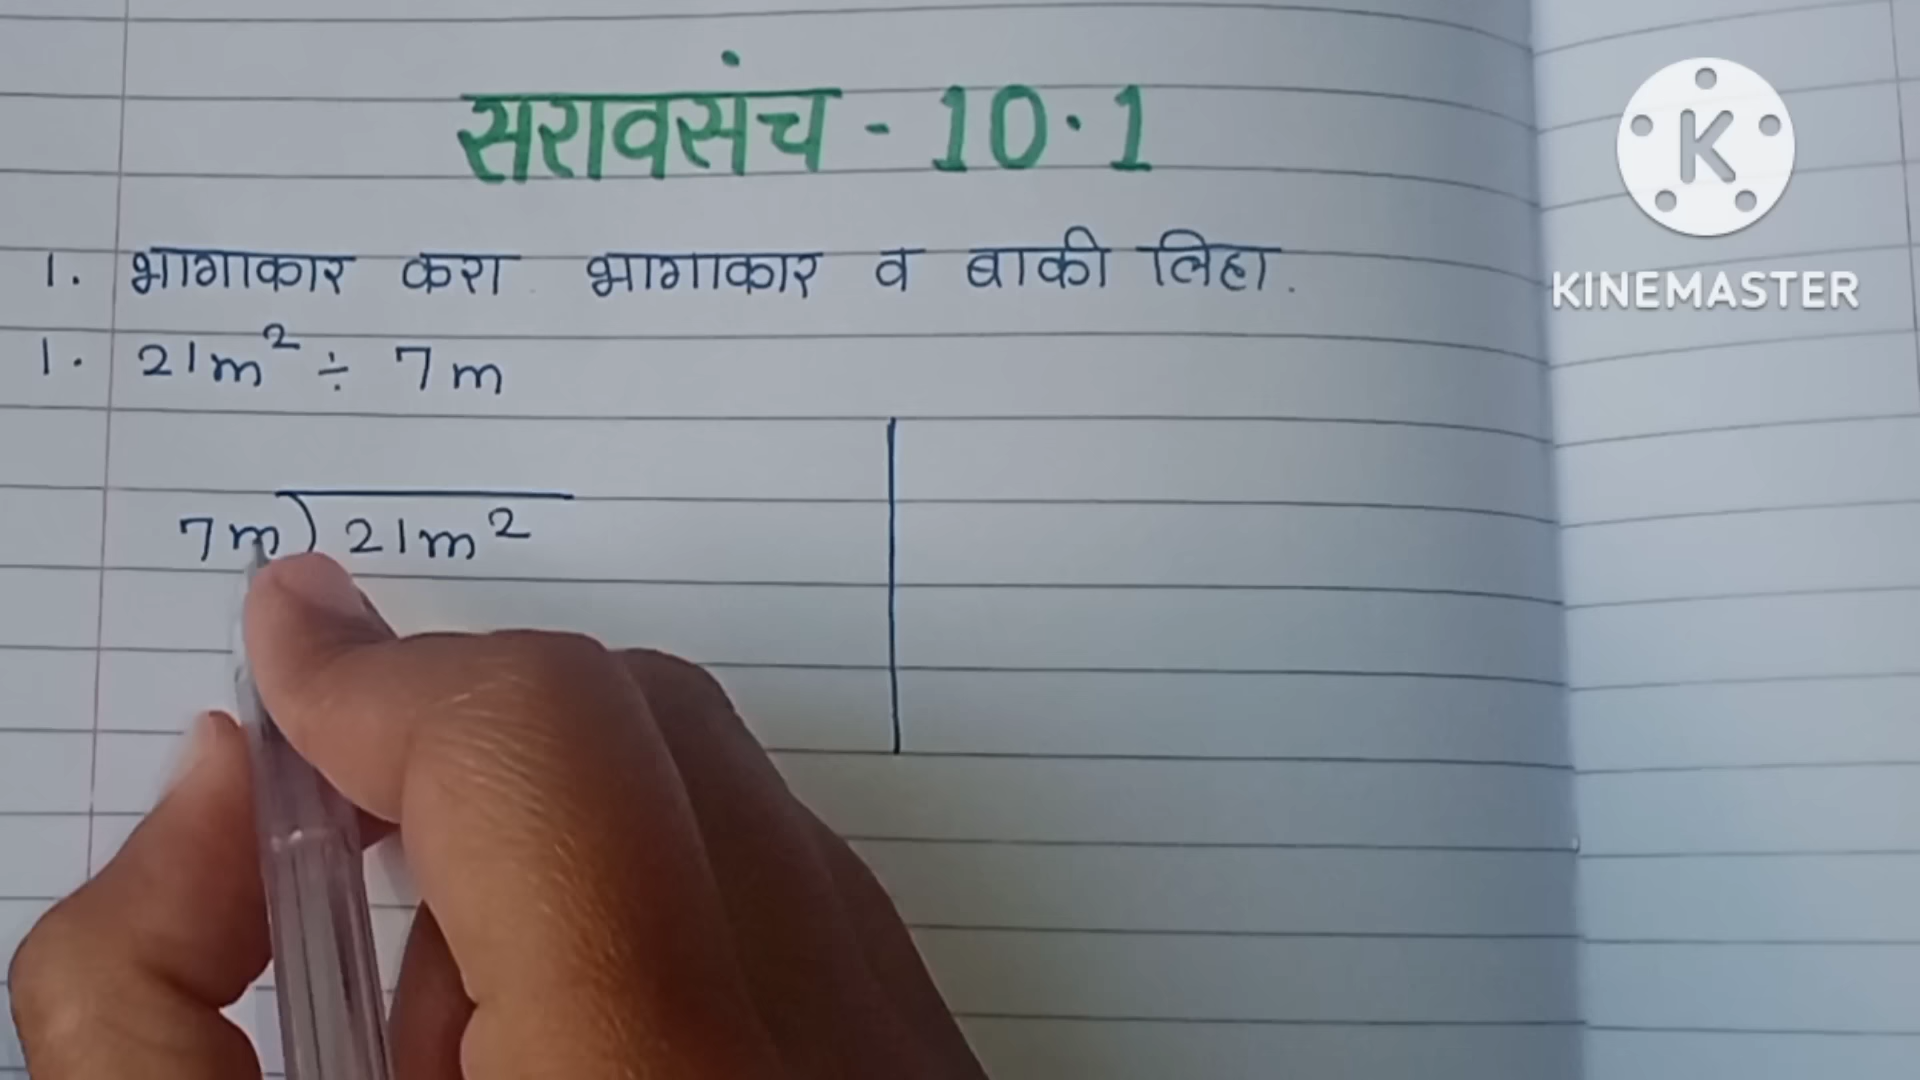 सरावसंच - 10.1
1. भागाकार करा. भागाकार व बाकी लिहा.
1. 21m² ÷ 7m
7m) 21m²
K
KINEMASTER